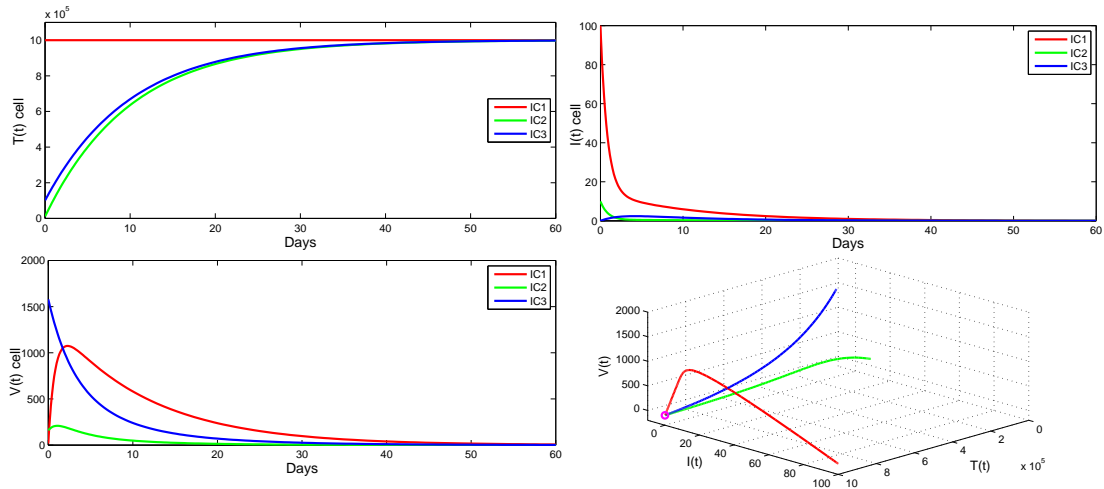 x 10^5
10
8
6
4
2
0
T(t) cell
0 10 20 30 40 50 60
Days
IC1
IC2
IC3
100
80
60
40
20
0
I(t) cell
0 10 20 30 40 50 60
Days
IC1
IC2
IC3
2000
1500
1000
500
0
V(t) cell
0 10 20 30 40 50 60
Days
IC1
IC2
IC3
2000
1500
1000
500
0
V(t)
0 20 40 60 80 100
I(t)
10 8 6 4 2 0
T(t)
x 10^5